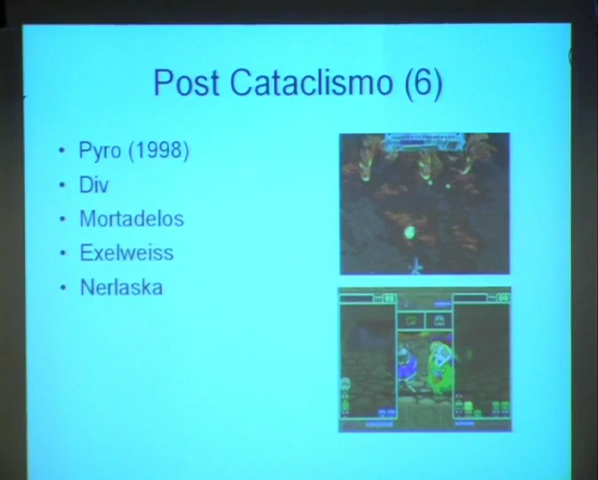 Post Cataclismo (6)
• Pyro (1998)
• Div
• Mortadelos
• Exelweiss
• Nerlaska